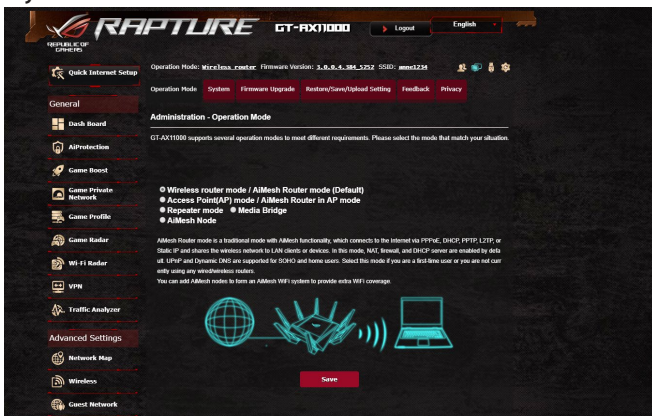 REPUBLIC OF
GAMERS
RAPTURE GT-AX11000 Logout English
Operation Mode: Wireless router Firmware Version: 3.0.0.4.384_5252 SSID: anne1234
Quick Internet Setup
Operation Mode System Firmware Upgrade Restore/Save/Upload Setting Feedback Privacy
General
Administration - Operation Mode
Dash Board
GT-AX11000 supports several operation modes to meet different requirements. Please select the mode that match your situation.
AiProtection
Game Boost
Game Private
Network
Wireless router mode / AiMesh Router mode (Default)
Access Point(AP) mode / AiMesh Router in AP mode
Repeater mode Media Bridge
AiMesh Node
Game Profile
Game Radar
AiMesh Router mode is a traditional mode with AiMesh functionality, which connects to the Internet via PPPoE, DHCP, PPTP, L2TP, or
Static IP and shares the wireless network to LAN clients or devices. In this mode, NAT, firewall, and DHCP server are enabled by defa
ult. UPnP and Dynamic DNS are supported for SOHO and home users. Select this mode if you are a first-time user or you are not curr
ently using any wired/wireless routers.
You can add AiMesh nodes to form an AiMesh WiFi system to provide extra WiFi coverage.
Wi-Fi Radar
VPN
Traffic Analyzer
Advanced Settings
Network Map
Wireless
Save
Guest Network